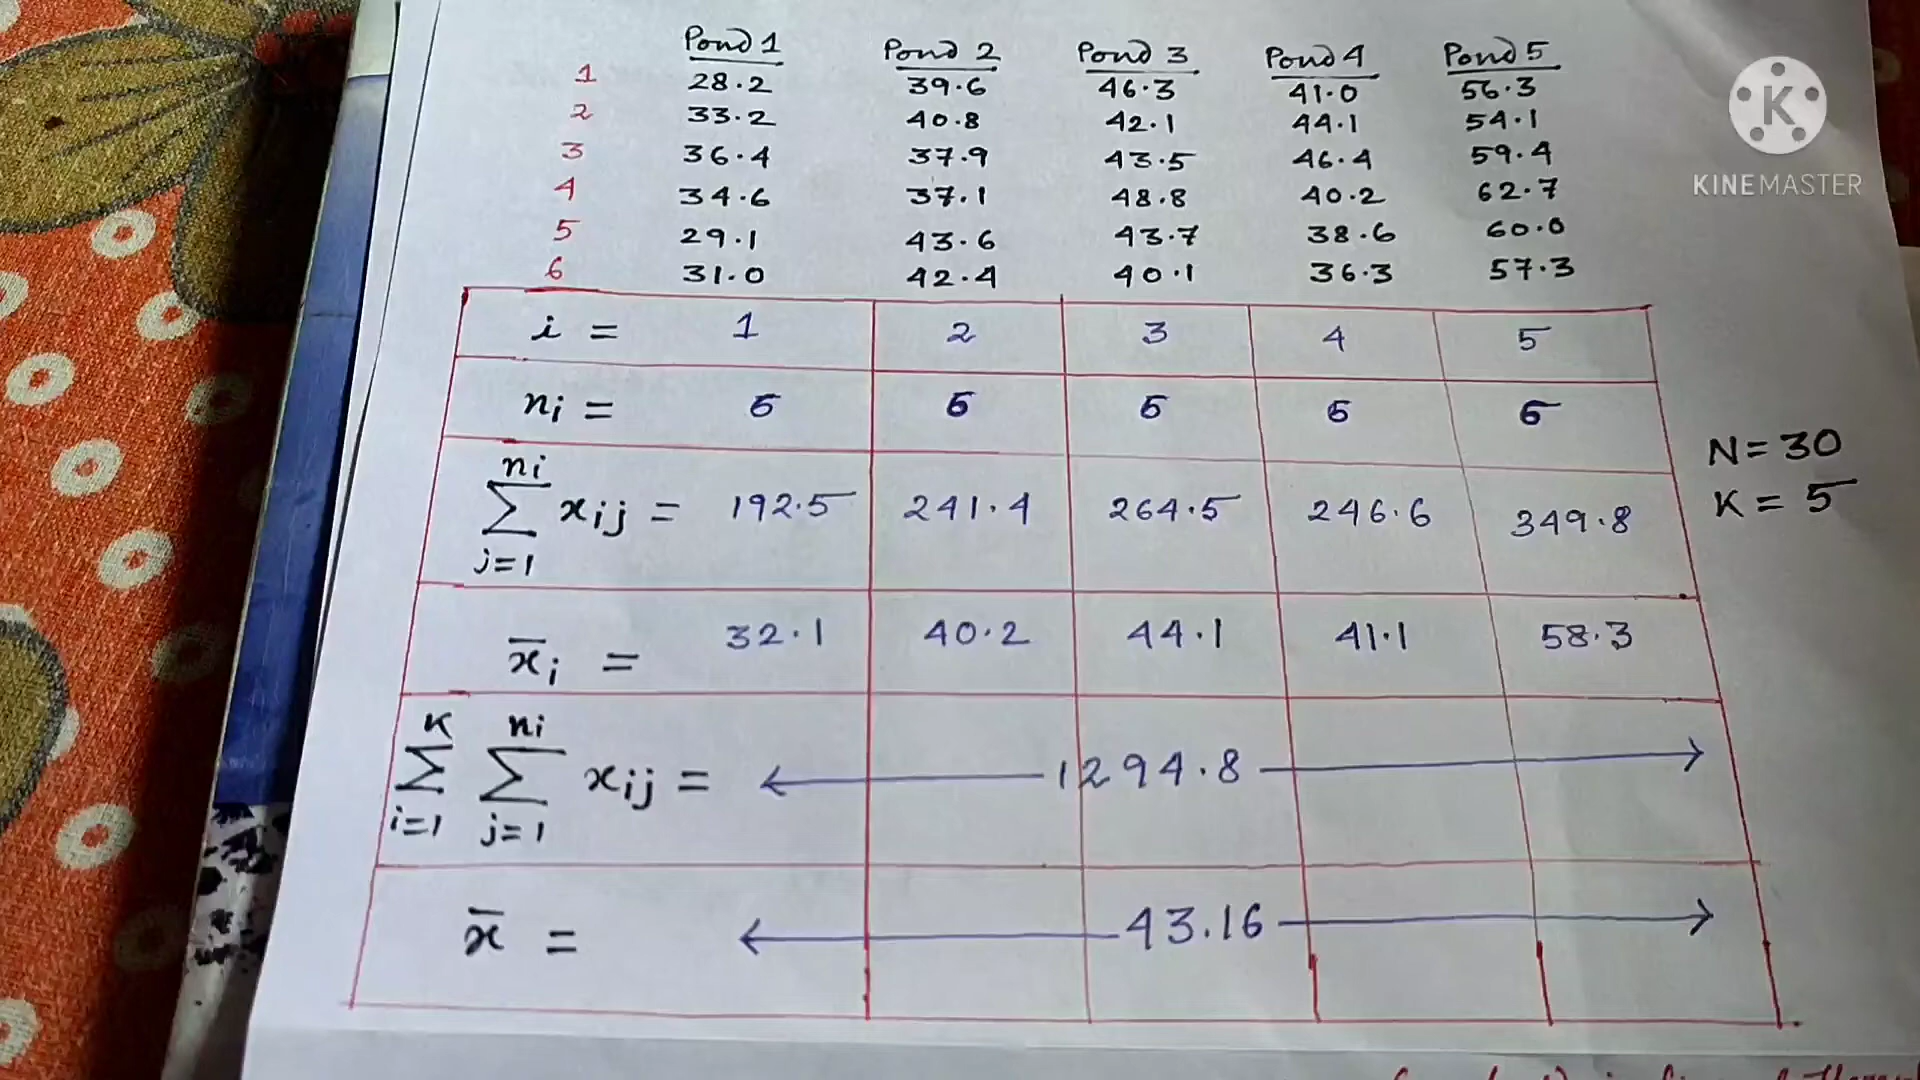 Pond 1 Pond 2 Pond 3 Pond 4 Pond 5
1 28.2 39.6 46.3 41.0 56.3
2 33.2 40.8 42.1 44.1 54.1
3 36.4 37.9 43.5 46.4 59.4
4 34.6 37.1 48.8 40.2 62.7
5 29.1 43.6 43.7 38.6 60.0
6 31.0 42.4 40.1 36.3 57.3
i = 1 2 3 4 5
ni = 6 6 6 6 6
N = 30
K = 5
ni
∑ xij = 192.5 241.4 264.5 246.6 349.8
j=1
x̄i = 32.1 40.2 44.1 41.1 58.3
K ni
∑ ∑ xij = 1294.8
i=1 j=1
x̄ = 43.16
KINEMASTER